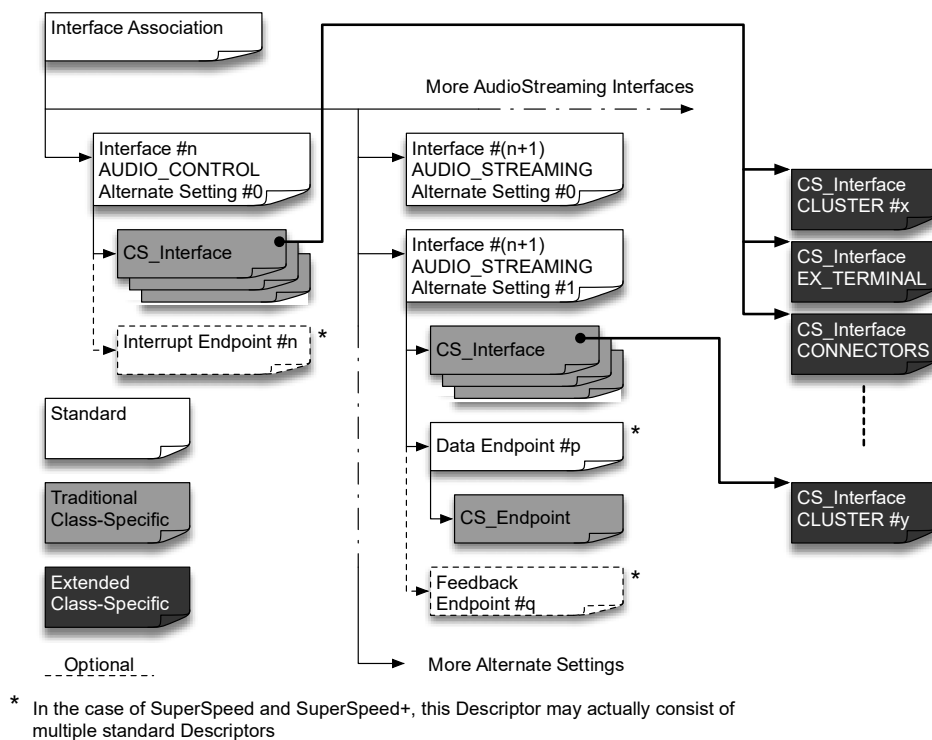 Interface Association
More AudioStreaming Interfaces
Interface #n
AUDIO_CONTROL
Alternate Setting #0
Interface #(n+1)
AUDIO_STREAMING
Alternate Setting #0
CS_Interface
CLUSTER #x
CS_Interface
Interface #(n+1)
AUDIO_STREAMING
Alternate Setting #1
CS_Interface
EX_TERMINAL
Interrupt Endpoint #n
*
CS_Interface
CS_Interface
CONNECTORS
Standard
Data Endpoint #p
*
Traditional
Class-Specific
CS_Endpoint
CS_Interface
CLUSTER #y
Extended
Class-Specific
Feedback
Endpoint #q
*
Optional
More Alternate Settings
* In the case of SuperSpeed and SuperSpeed+, this Descriptor may actually consist of
multiple standard Descriptors